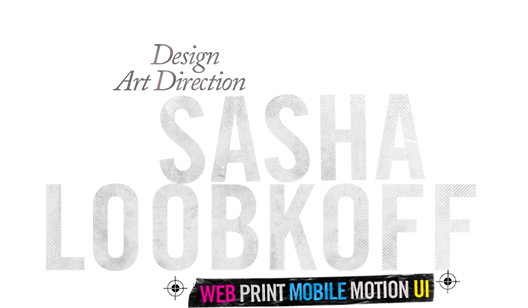 Design
Art Direction
SASHA
LOOBKOFF
WEB PRINT MOBILE MOTION UI